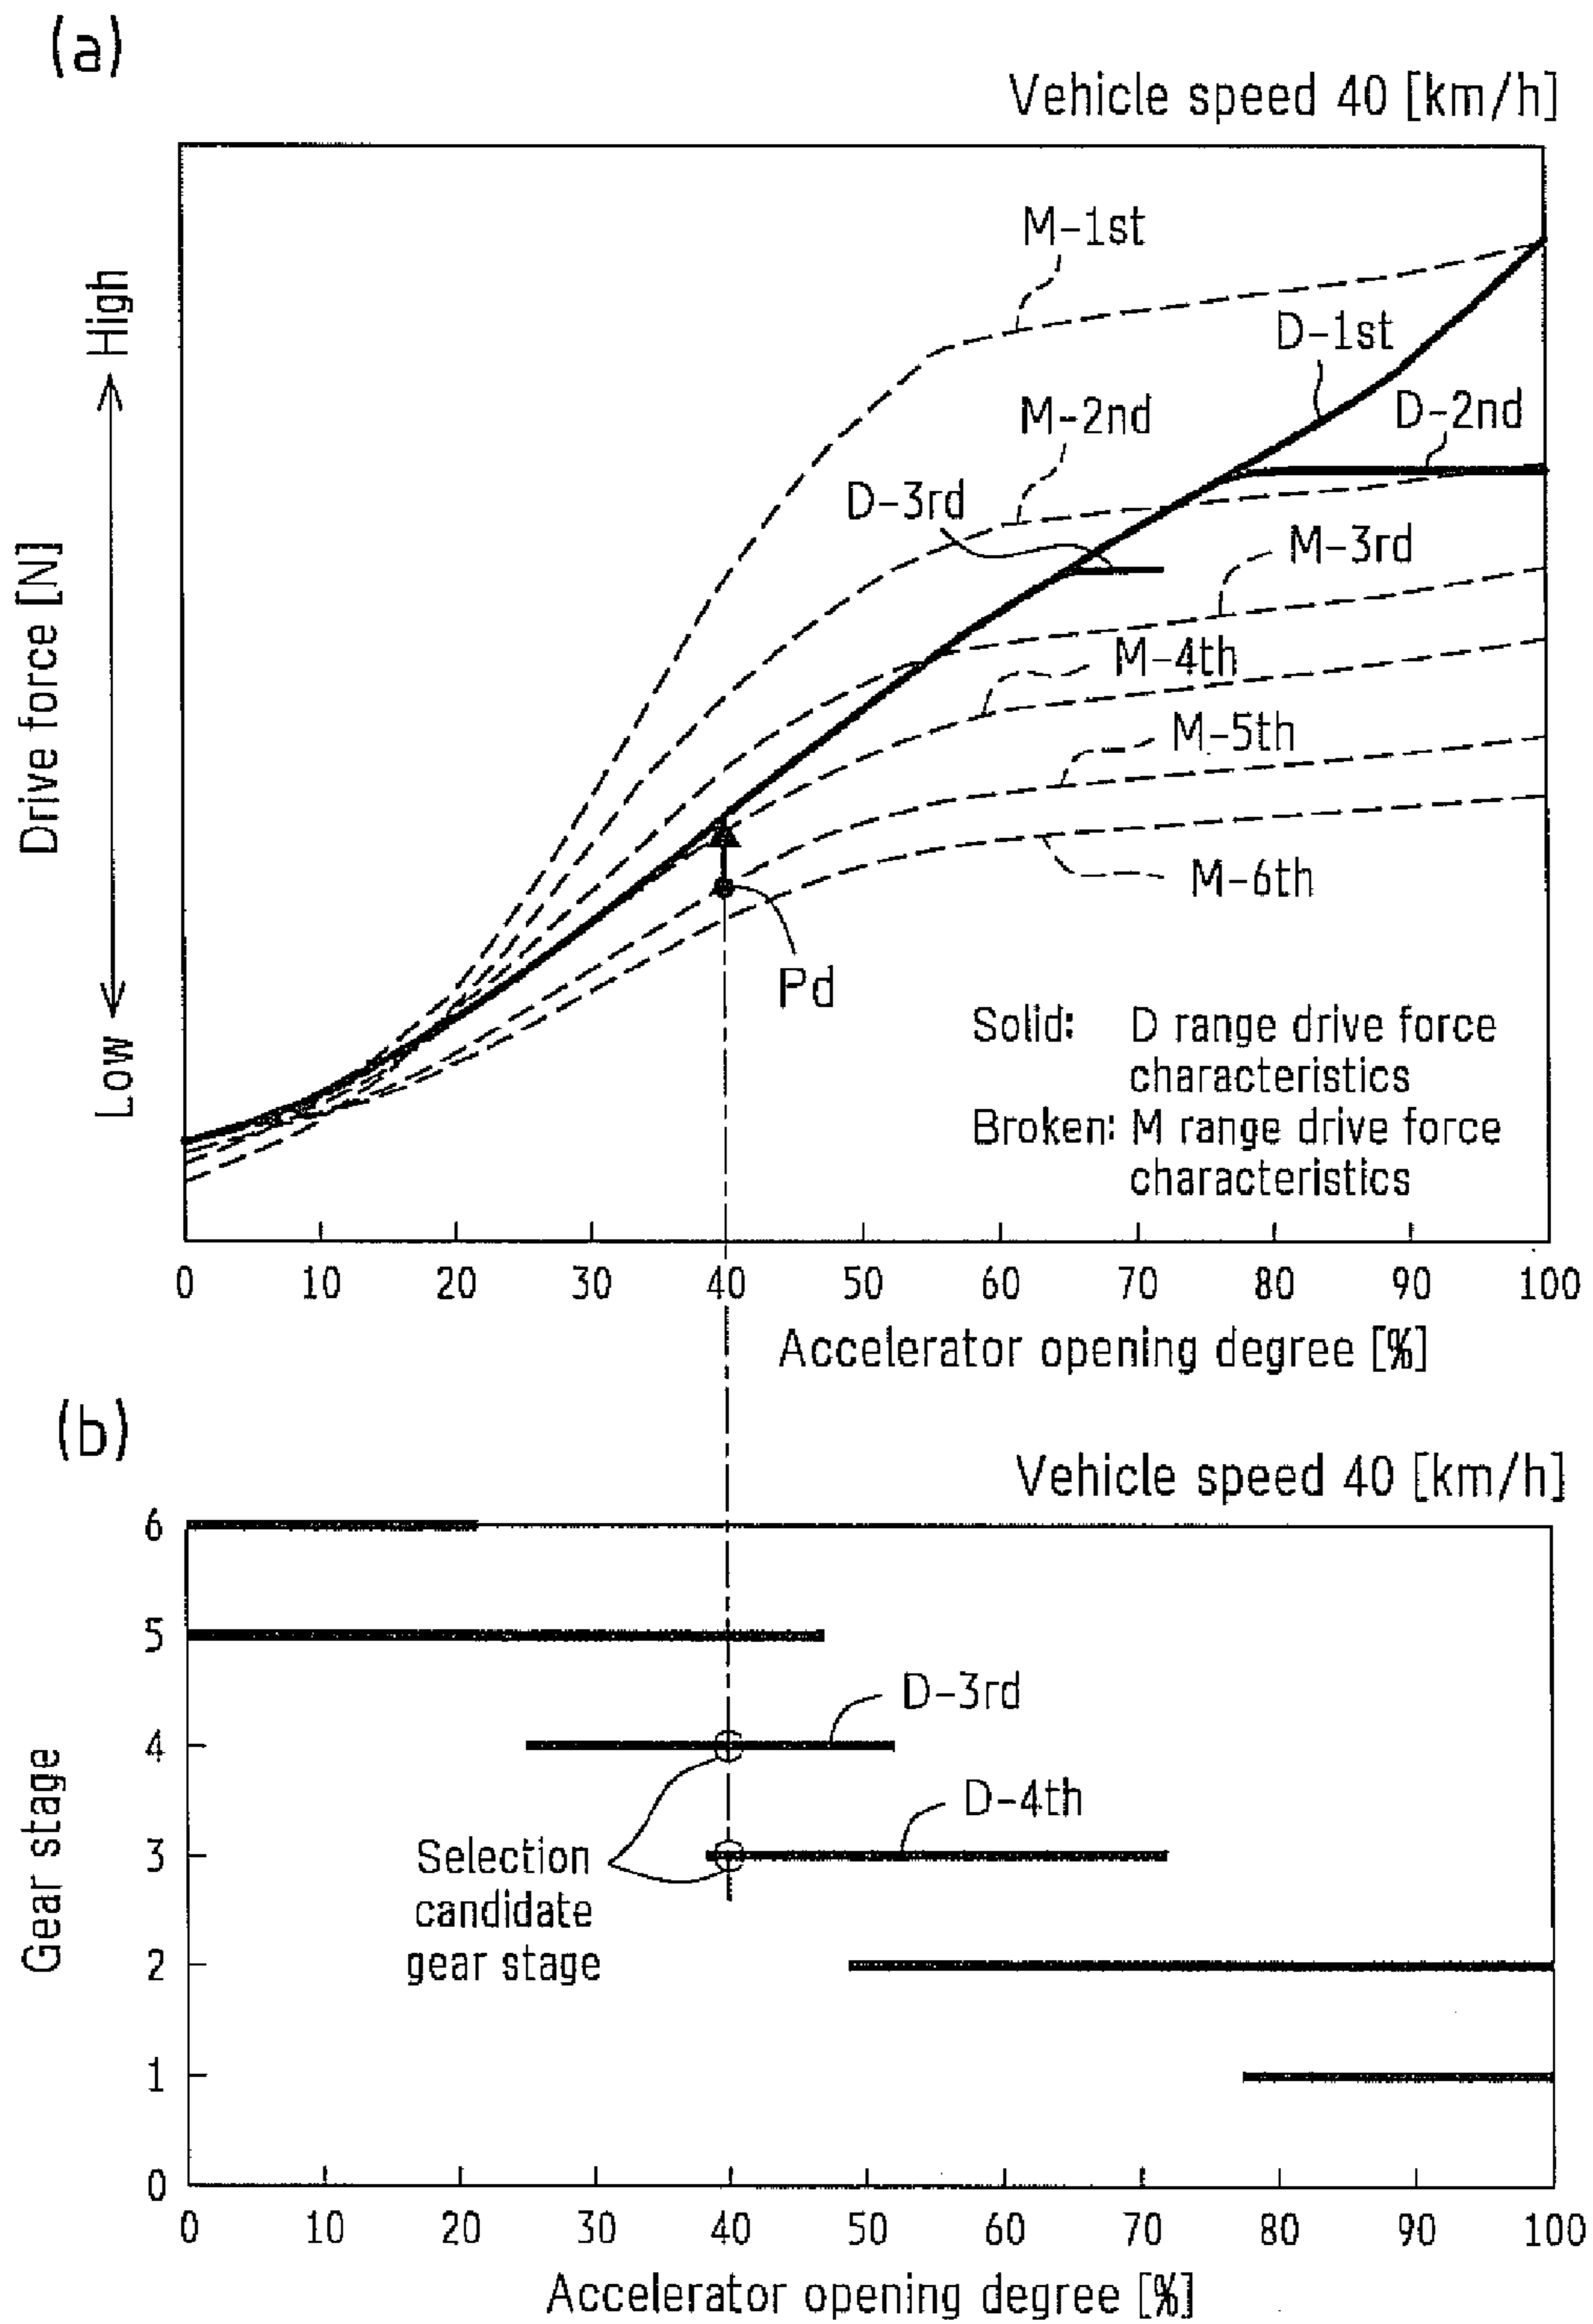 (a)
Vehicle speed 40 [km/h]
M-1st
D-1st
M-2nd
D-2nd
D-3rd
M-3rd
M-4th
M-5th
M-6th
Pd
Solid: D range drive force
characteristics
Broken: M range drive force
characteristics
High
Low
Drive force [N]
0 10 20 30 40 50 60 70 80 90 100
Accelerator opening degree [%]
(b)
Vehicle speed 40 [km/h]
6
5
D-3rd
4
D-4th
3
Selection
candidate
gear stage
2
1
0
Gear stage
0 10 20 30 40 50 60 70 80 90 100
Accelerator opening degree [%]